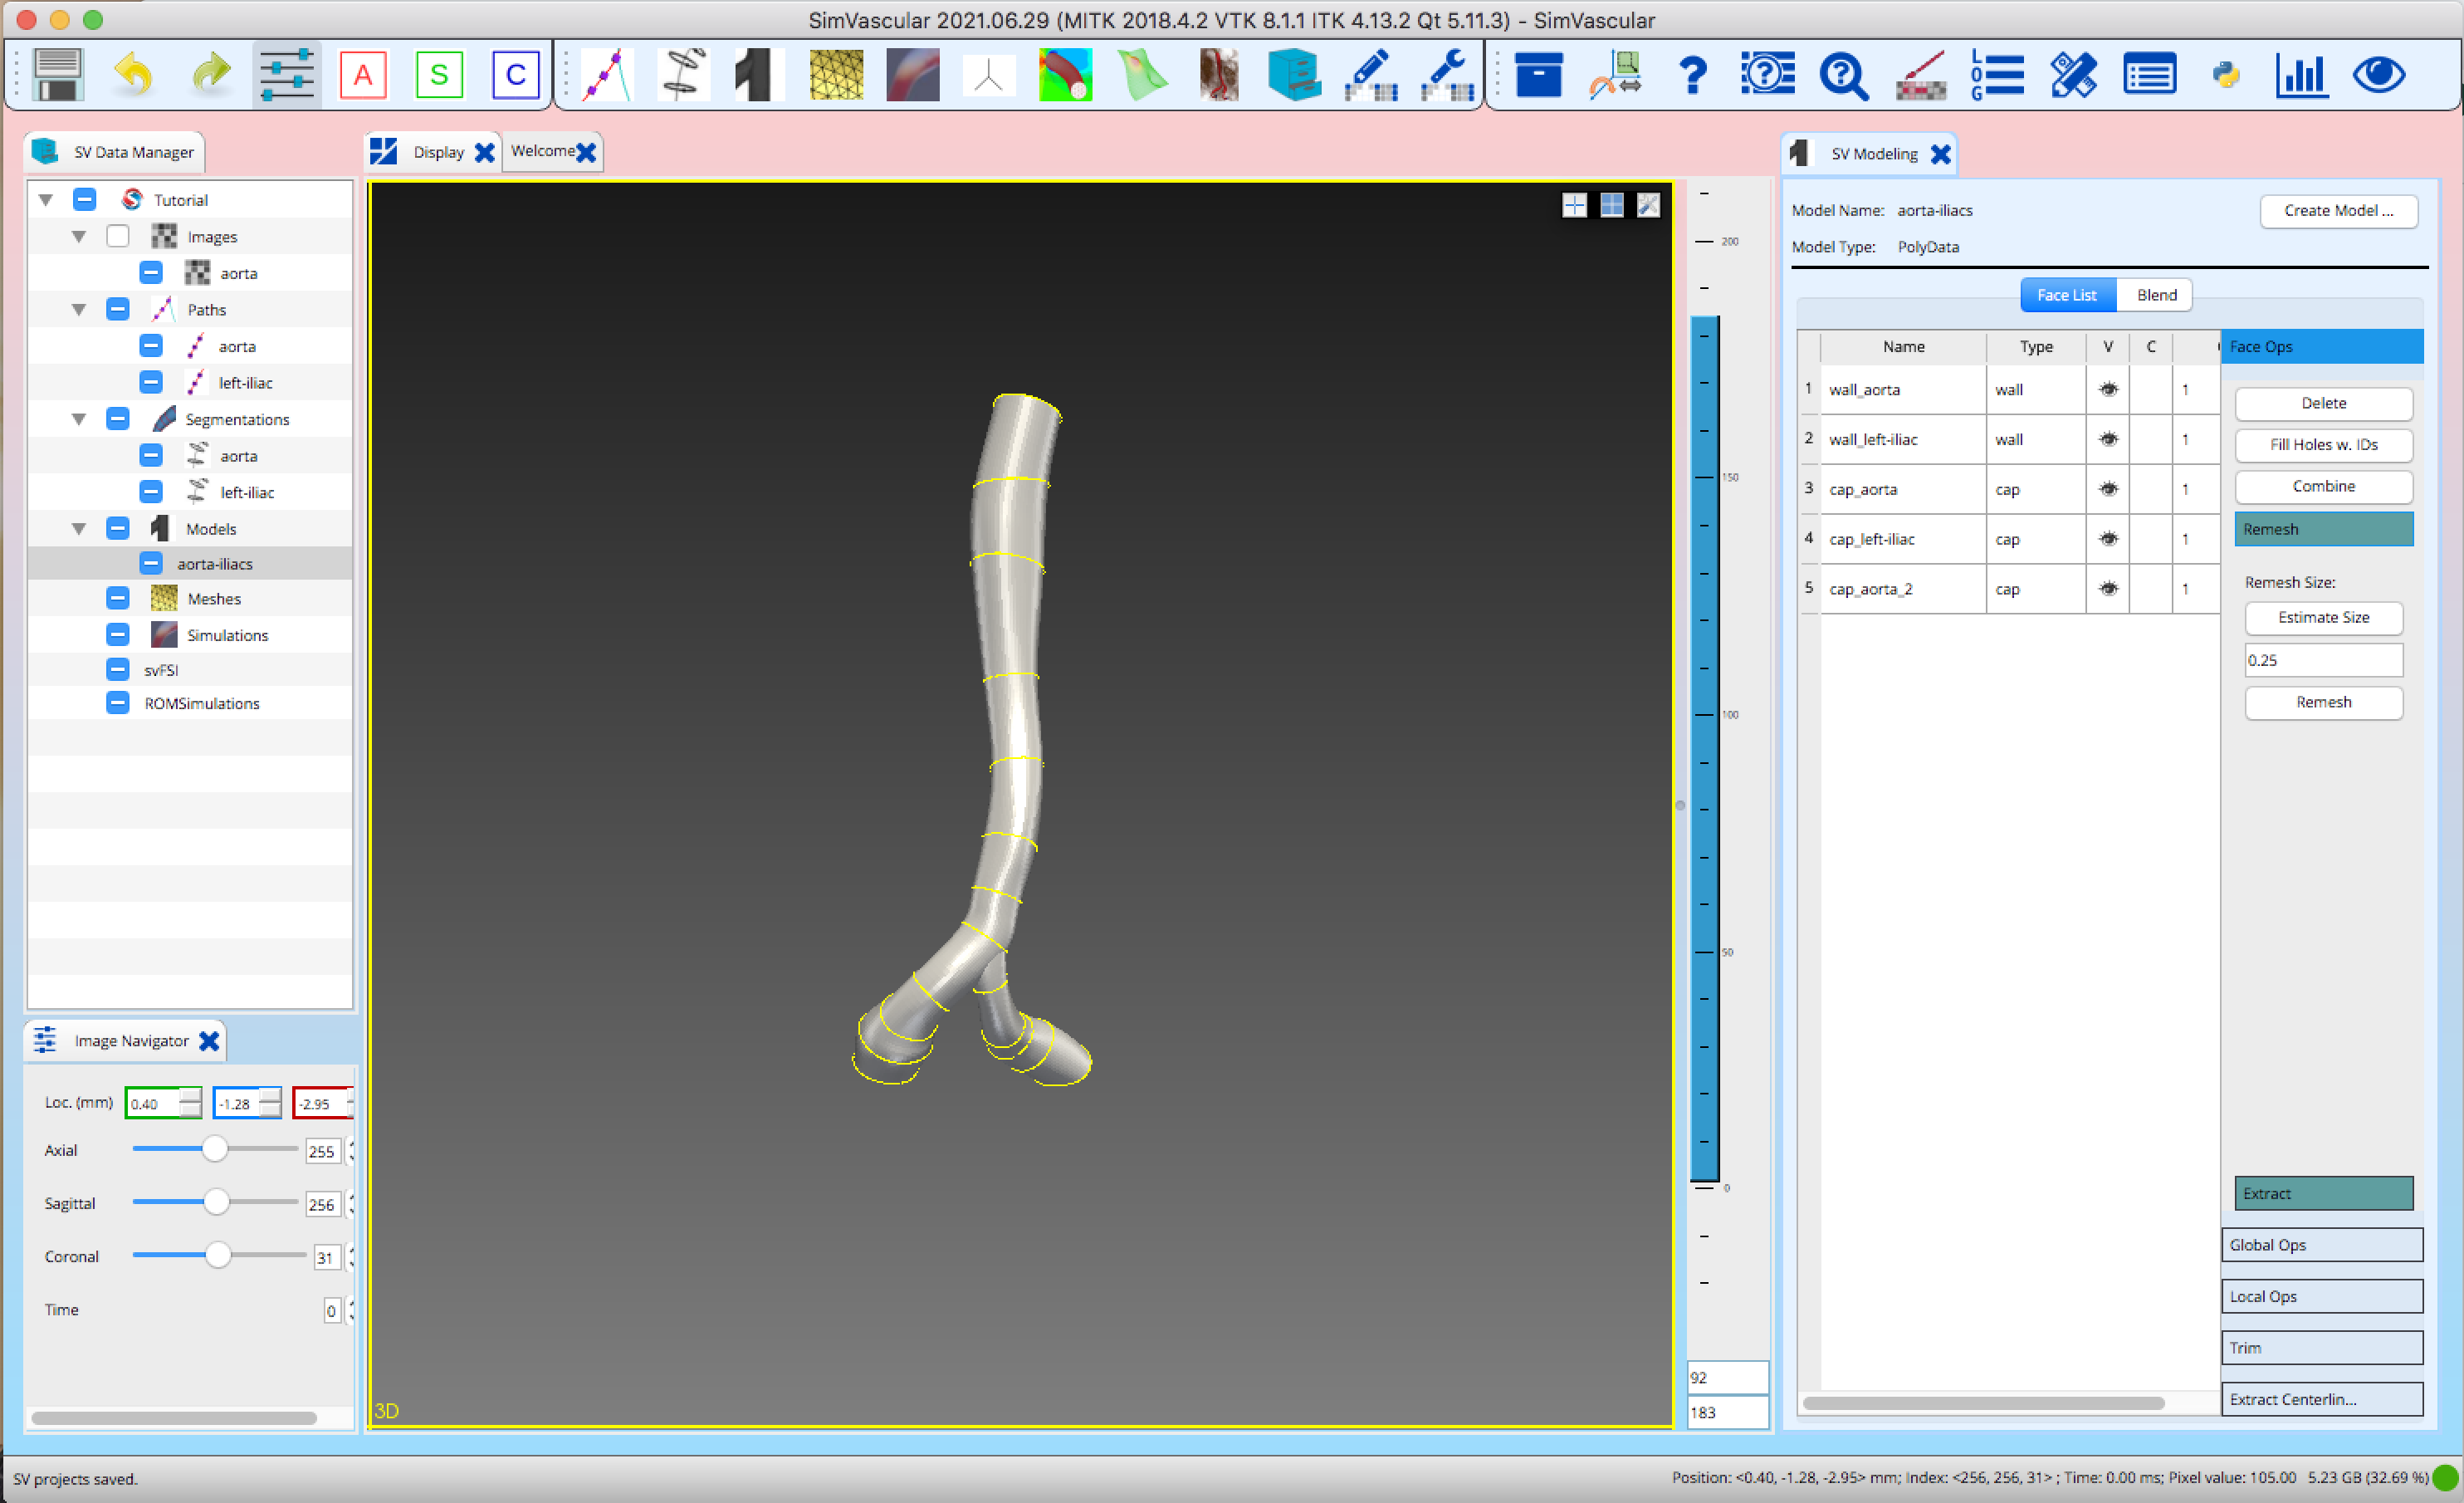 SimVascular 2021.06.29 (MITK 2018.4.2 VTK 8.1.1 ITK 4.13.2 Qt 5.11.3) - SimVascular
A S C
LOG
SV Data Manager
Tutorial
Images
aorta
Paths
aorta
left-iliac
Segmentations
aorta
left-iliac
Models
aorta-iliacs
Meshes
Simulations
svFSI
ROMSimulations
Image Navigator
Loc. (mm) 0.40 -1.28 -2.95
Axial 255
Sagittal 256
Coronal 31
Time 0
Display Welcome
3D
200
150
100
50
0
92
183
SV Modeling
Model Name: aorta-iliacs Create Model ...
Model Type: PolyData
Face List Blend
Name Type V C
1 wall_aorta wall 1
2 wall_left-iliac wall 1
3 cap_aorta cap 1
4 cap_left-iliac cap 1
5 cap_aorta_2 cap 1
Face Ops
Delete
Fill Holes w. IDs
Combine
Remesh
Remesh Size:
Estimate Size
0.25
Remesh
Extract
Global Ops
Local Ops
Trim
Extract Centerlin...
SV projects saved.
Position: <0.40, -1.28, -2.95> mm; Index: <256, 256, 31> ; Time: 0.00 ms; Pixel value: 105.00 5.23 GB (32.69 %)